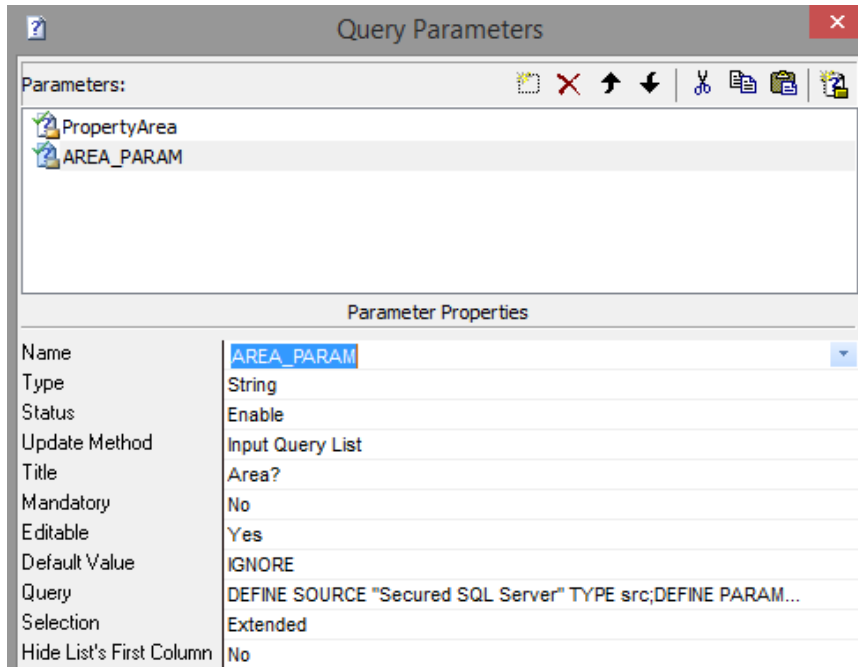 Query Parameters
Parameters:
PropertyArea
AREA_PARAM
Parameter Properties
Name AREA_PARAM
Type String
Status Enable
Update Method Input Query List
Title Area?
Mandatory No
Editable Yes
Default Value IGNORE
Query DEFINE SOURCE "Secured SQL Server" TYPE src;DEFINE PARAM...
Selection Extended
Hide List's First Column No